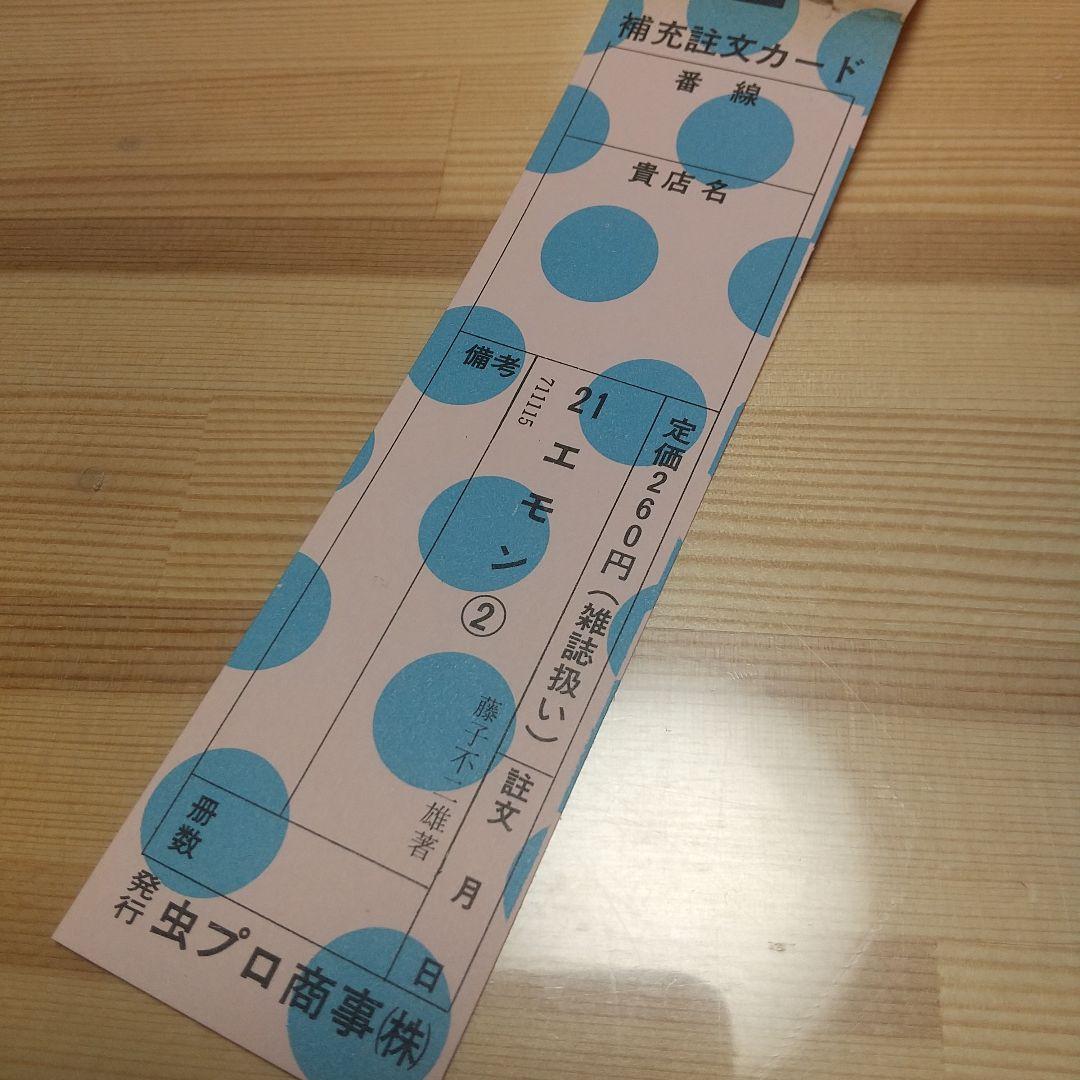 補充註文カード
番線
貴店名
定価260円(雑誌扱い)
註文 月 日
21エモン②
藤子不二雄著
711115
備考
冊数
発行 虫プロ商事㈱